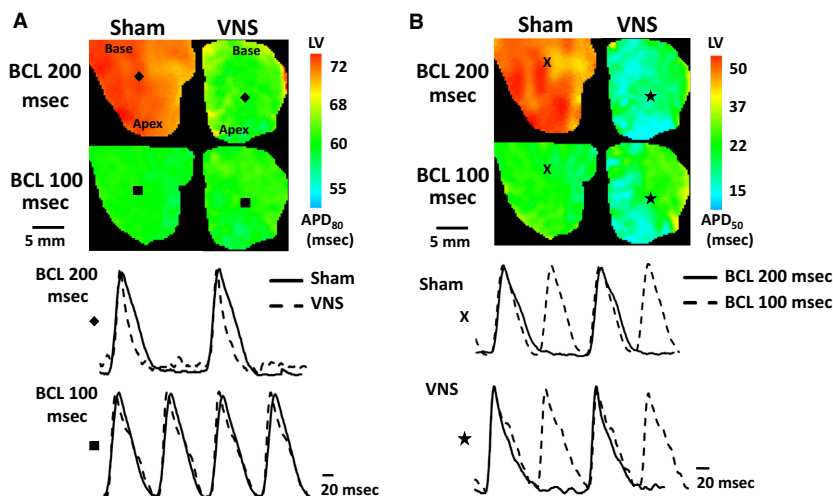 A
Sham
VNS
LV
Base
Base
BCL 200
msec
Apex
Apex
BCL 100
msec
72
68
60
55
APD80
(msec)
5 mm
BCL 200
msec
Sham
VNS
BCL 100
msec
20 msec
B
Sham
VNS
LV
BCL 200
msec
X
BCL 100
msec
X
50
37
22
15
APD50
(msec)
5 mm
Sham
X
BCL 200 msec
BCL 100 msec
VNS
20 msec